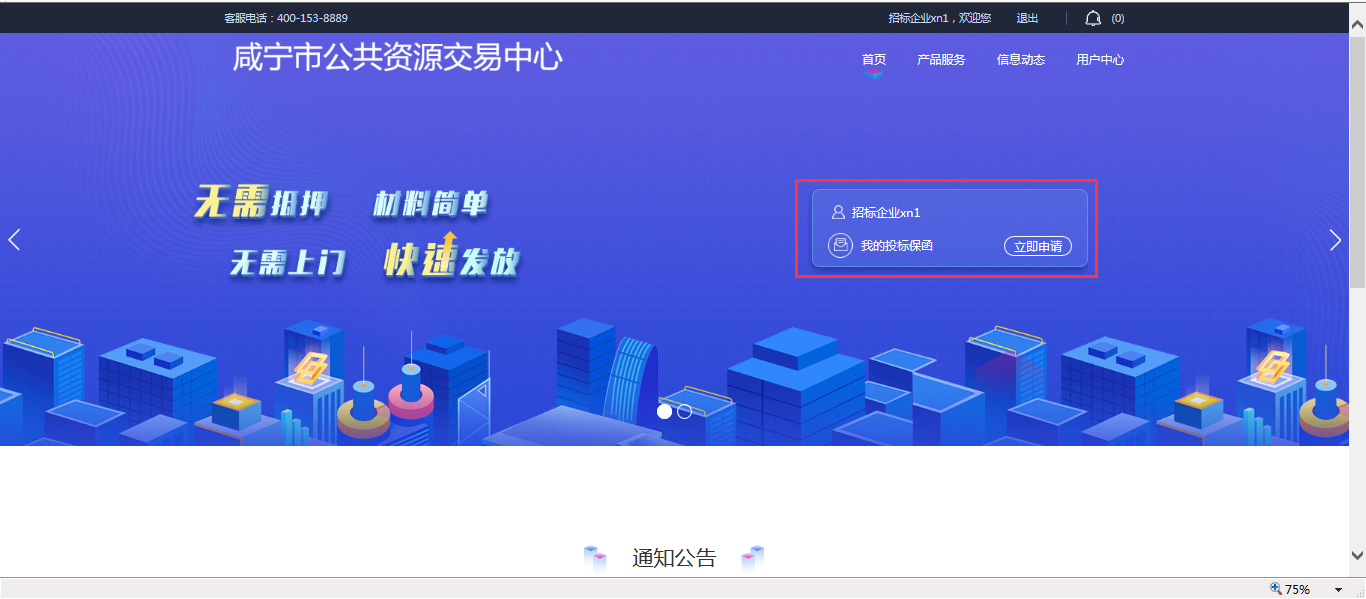 客服电话：400-153-8889
招标企业xn1，欢迎您 退出 (0)
咸宁市公共资源交易中心
首页 产品服务 信息动态 用户中心
无需抵押 材料简单
无需上门 快速发放
招标企业xn1
我的投标保函 立即申请
通知公告
75%